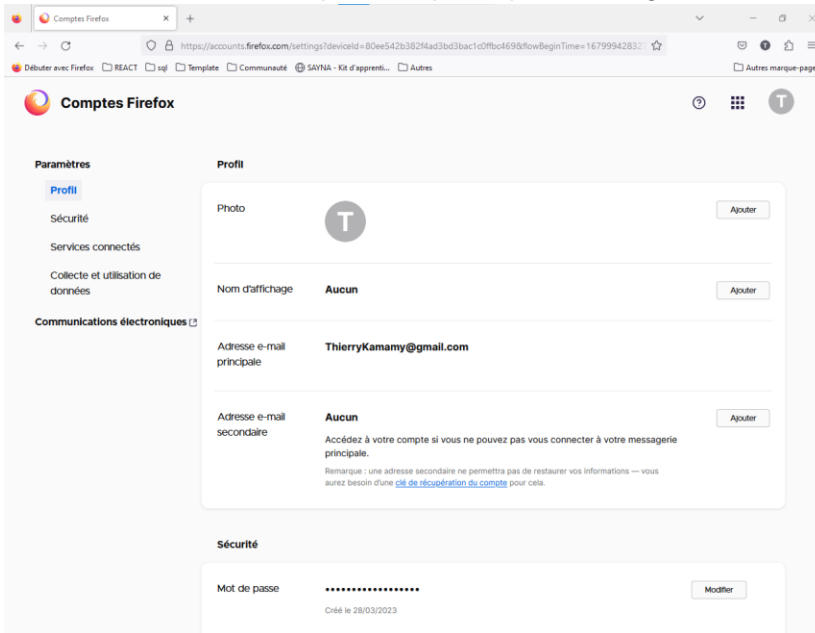 Comptes Firefox
https://accounts.firefox.com/settings?deviceId=80ee542b382f4ad3bd3bac1c0ffbc469&flowBeginTime=167999428327
Débuter avec Firefox REACT sql Template Communauté SAYNA - Kit d'apprenti... Autres Autres marque-page
Comptes Firefox
T
Paramètres
Profil
Sécurité
Services connectés
Collecte et utilisation de
données
Communications électroniques
Profil
Photo
T
Ajouter
Nom d'affichage
Aucun
Ajouter
Adresse e-mail
principale
ThierryKamamy@gmail.com
Adresse e-mail
secondaire
Aucun
Ajouter
Accédez à votre compte si vous ne pouvez pas vous connecter à votre messagerie
principale.
Remarque : une adresse secondaire ne permettra pas de restaurer vos informations — vous
aurez besoin d'une clé de récupération du compte pour cela.
Sécurité
Mot de passe
••••••••••••••••••
Modifier
Créé le 28/03/2023